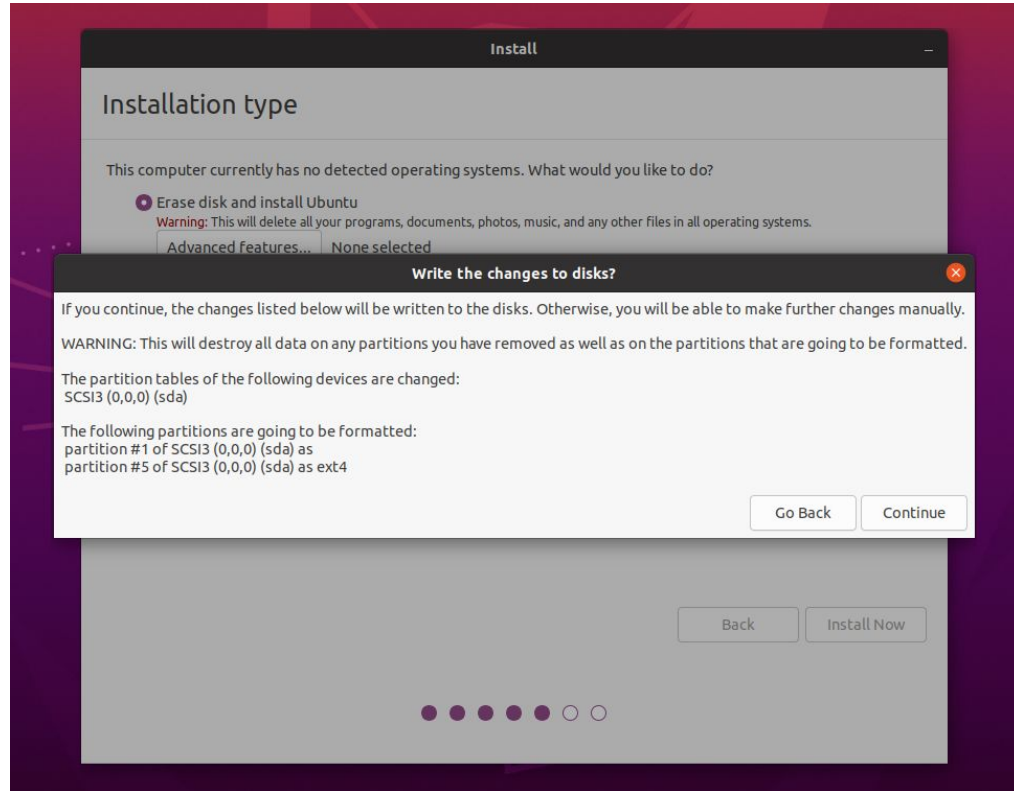 Install
Installation type
This computer currently has no detected operating systems. What would you like to do?
Erase disk and install Ubuntu
Warning: This will delete all your programs, documents, photos, music, and any other files in all operating systems.
Advanced features... None selected
Write the changes to disks?
If you continue, the changes listed below will be written to the disks. Otherwise, you will be able to make further changes manually.
WARNING: This will destroy all data on any partitions you have removed as well as on the partitions that are going to be formatted.
The partition tables of the following devices are changed:
SCSI3 (0,0,0) (sda)
The following partitions are going to be formatted:
partition #1 of SCSI3 (0,0,0) (sda) as
partition #5 of SCSI3 (0,0,0) (sda) as ext4
Go Back Continue
Back Install Now